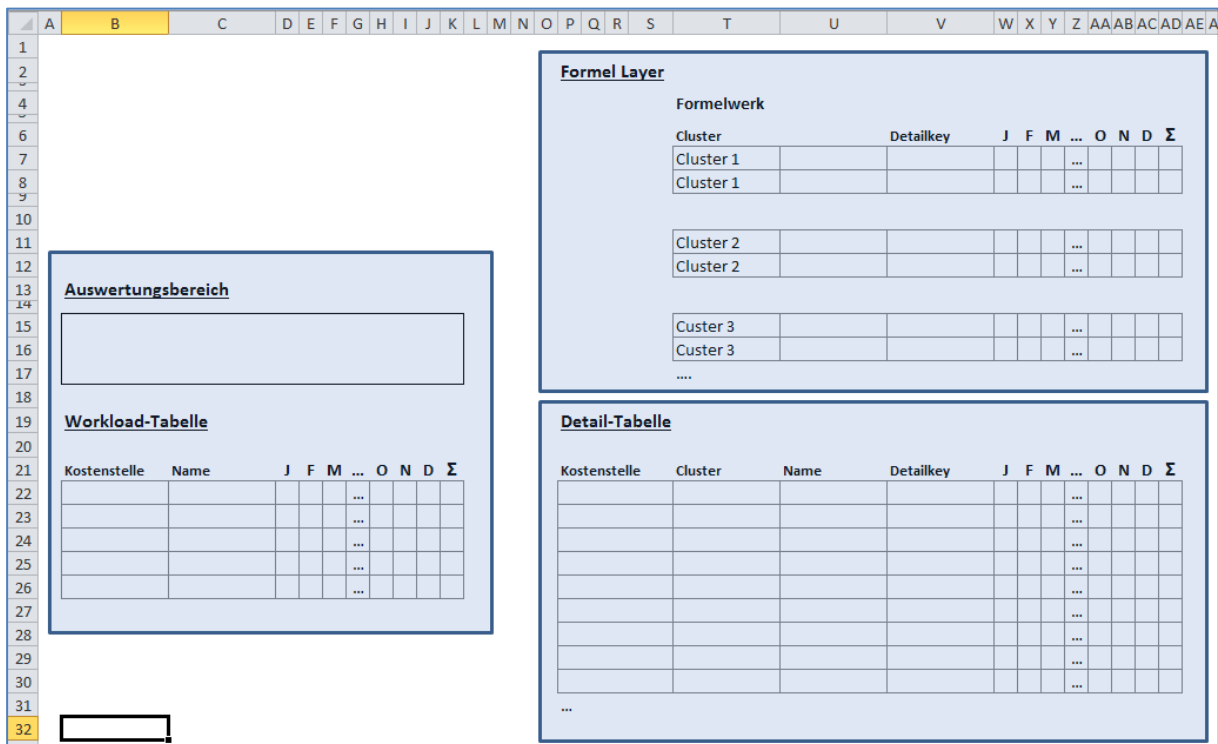 A B C D E F G H I J K L M N O P Q R S T U V W X Y Z AA AB AC AD AE A
1
2 Formel Layer
4 Formelwerk
6 Cluster Detailkey J F M ... O N D Σ
7 Cluster 1 ...
8 Cluster 1 ...
9
10
11 Cluster 2 ...
12 Cluster 2 ...
13 Auswertungsbereich
14
15 Custer 3 ...
16 Custer 3 ...
17 ....
18
19 Workload-Tabelle Detail-Tabelle
20
21 Kostenstelle Name J F M ... O N D Σ Kostenstelle Cluster Name Detailkey J F M ... O N D Σ
22 ... ...
23 ... ...
24 ... ...
25 ... ...
26 ... ...
27 ...
28 ...
29 ...
30 ...
31 ...
32